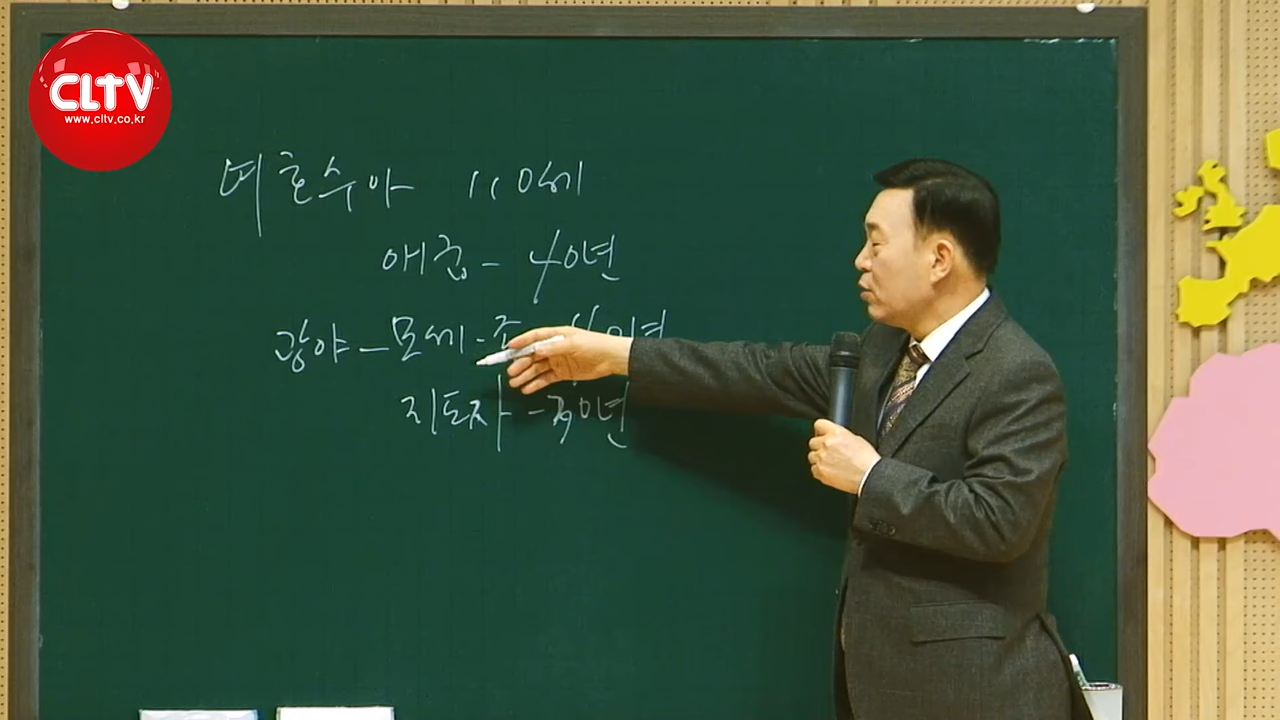 CLTV
www.cltv.co.kr
여호수아 110세
애굽 - 40년
광야 - 모세 - 년
지도자 - 30년